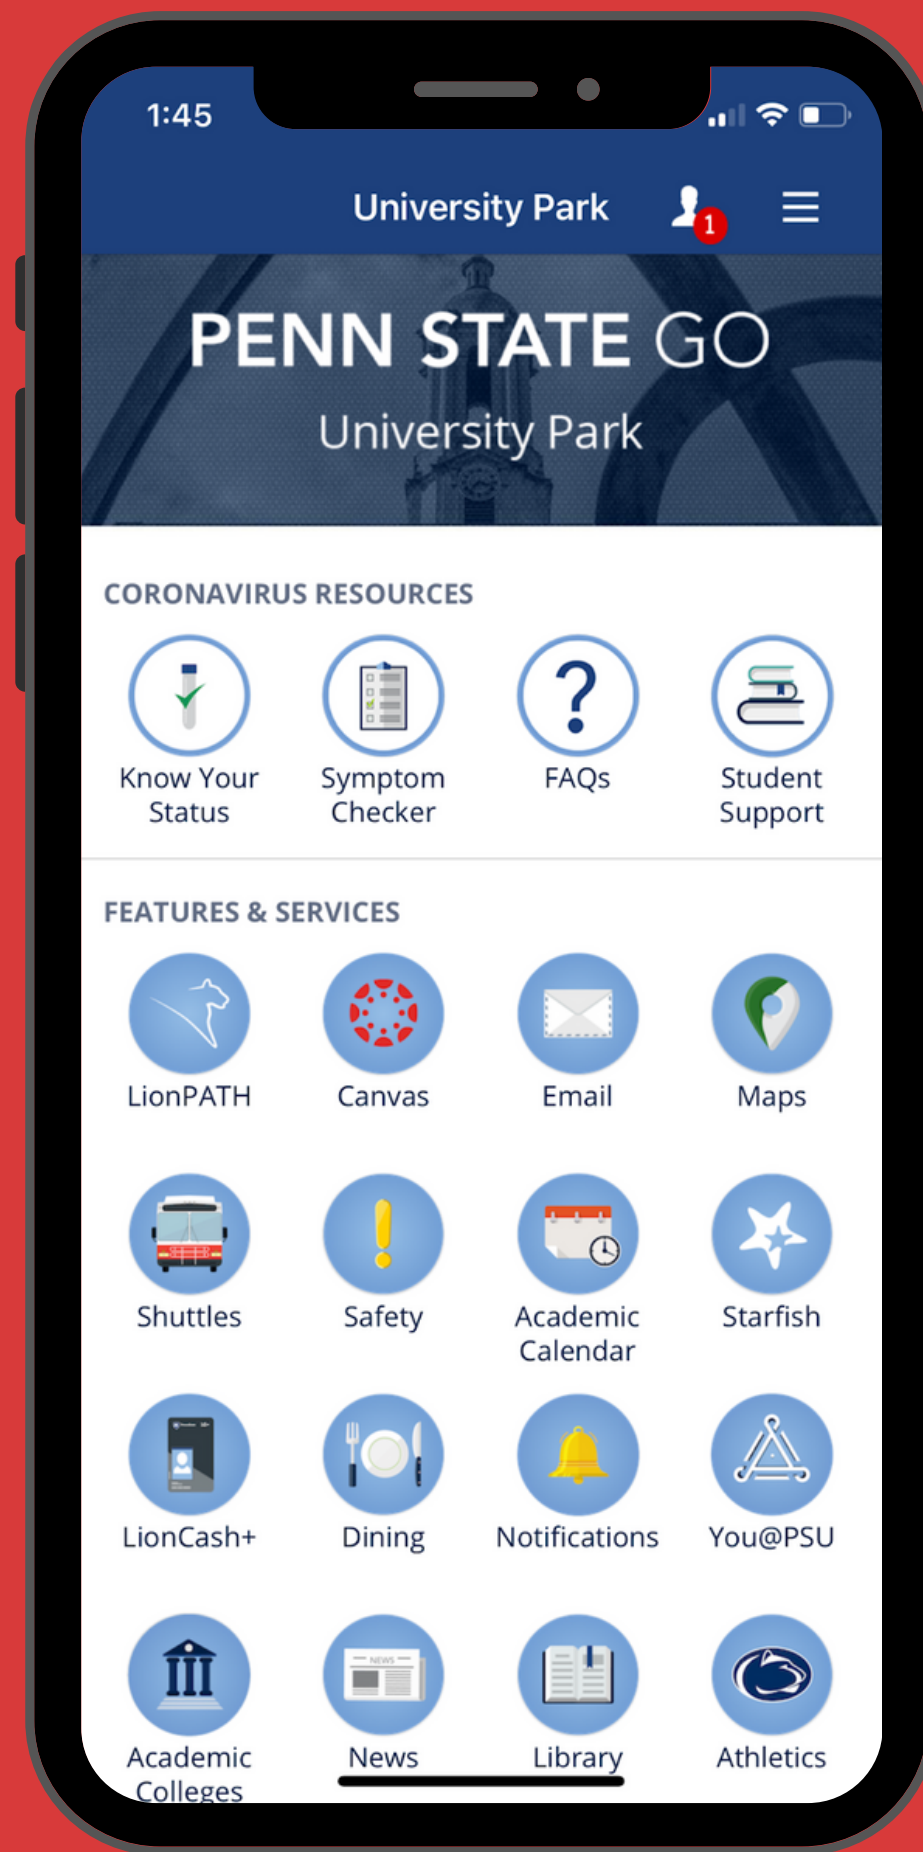 1:45
University Park
1
PENN STATE GO
University Park
CORONAVIRUS RESOURCES
Know Your
Status
Symptom
Checker
FAQs
Student
Support
FEATURES & SERVICES
LionPATH
Canvas
Email
Maps
Shuttles
Safety
Academic
Calendar
Starfish
LionCash+
Dining
Notifications
You@PSU
Academic
Colleges
NEWS
News
Library
Athletics